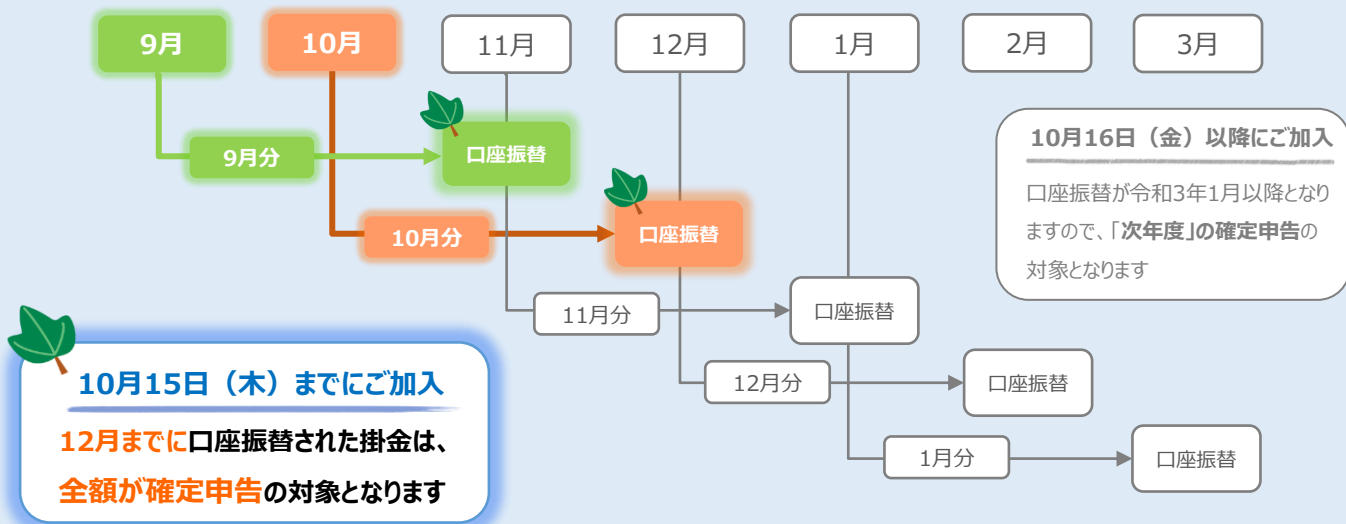 9月
10月
11月
12月
1月
2月
3月
9月分
口座振替
10月分
口座振替
11月分
口座振替
12月分
口座振替
1月分
口座振替
10月16日（金）以降にご加入
口座振替が令和3年1月以降となり
ますので、「次年度」の確定申告の
対象となります
10月15日（木）までにご加入
12月までに口座振替された掛金は、
全額が確定申告の対象となります